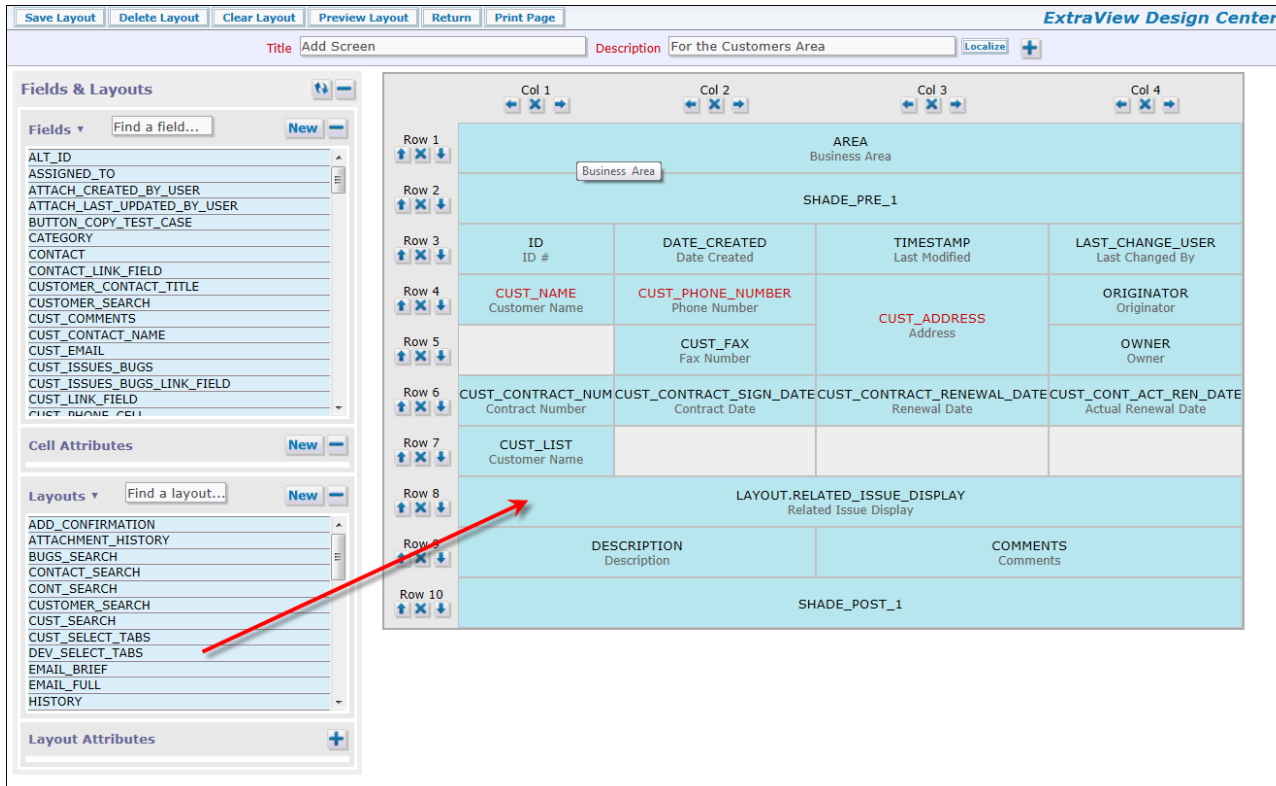 Save Layout Delete Layout Clear Layout Preview Layout Return Print Page ExtraView Design Center
Title Add Screen Description For the Customers Area Localize
Fields & Layouts
Fields Find a field... New
ALT_ID
ASSIGNED_TO
ATTACH_CREATED_BY_USER
ATTACH_LAST_UPDATED_BY_USER
BUTTON_COPY_TEST_CASE
CATEGORY
CONTACT
CONTACT_LINK_FIELD
CUSTOMER_CONTACT_TITLE
CUSTOMER_SEARCH
CUST_COMMENTS
CUST_CONTACT_NAME
CUST_EMAIL
CUST_ISSUES_BUGS
CUST_ISSUES_BUGS_LINK_FIELD
CUST_LINK_FIELD
CUST_PHONE_CELL
Cell Attributes New
Layouts Find a layout... New
ADD_CONFIRMATION
ATTACHMENT_HISTORY
BUGS_SEARCH
CONTACT_SEARCH
CONT_SEARCH
CUSTOMER_SEARCH
CUST_SEARCH
CUST_SELECT_TABS
DEV_SELECT_TABS
EMAIL_BRIEF
EMAIL_FULL
HISTORY
Layout Attributes
Col 1 Col 2 Col 3 Col 4
Row 1 AREA
Business Area
Business Area
Row 2 SHADE_PRE_1
Row 3 ID DATE_CREATED TIMESTAMP LAST_CHANGE_USER
ID # Date Created Last Modified Last Changed By
Row 4 CUST_NAME CUST_PHONE_NUMBER CUST_ADDRESS ORIGINATOR
Customer Name Phone Number Address Originator
Row 5 CUST_FAX OWNER
Fax Number Owner
Row 6 CUST_CONTRACT_NUM CUST_CONTRACT_SIGN_DATE CUST_CONTRACT_RENEWAL_DATE CUST_CONT_ACT_REN_DATE
Contract Number Contract Date Renewal Date Actual Renewal Date
Row 7 CUST_LIST
Customer Name
Row 8 LAYOUT.RELATED_ISSUE_DISPLAY
Related Issue Display
Row 9 DESCRIPTION COMMENTS
Description Comments
Row 10 SHADE_POST_1